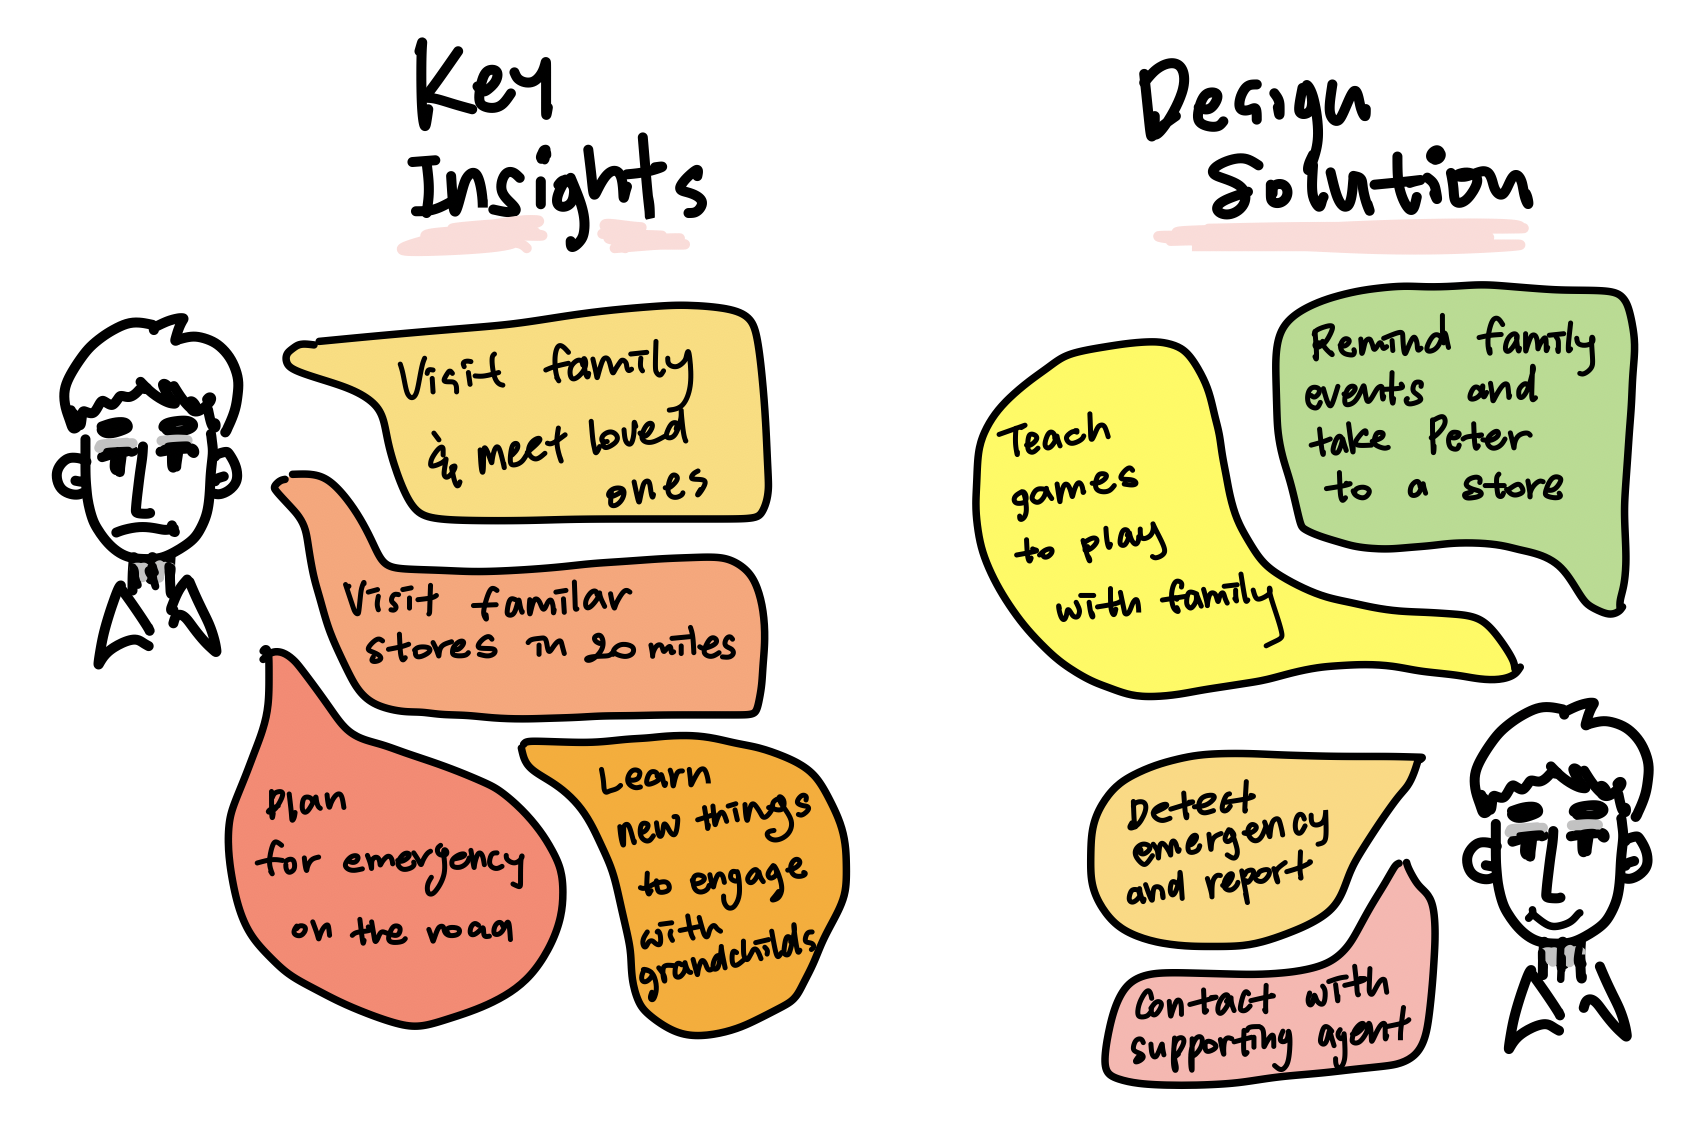 Key
Insights
Visit family
& meet loved
ones
Visit familar
stores in 20 miles
Plan
for emergency
on the road
Learn
new things
to engage
with
grandchilds
Design
Solution
Remind family
events and
take Peter
to a store
Teach
games
to play
with family
Detect
emergency
and report
Contact with
supporting agent